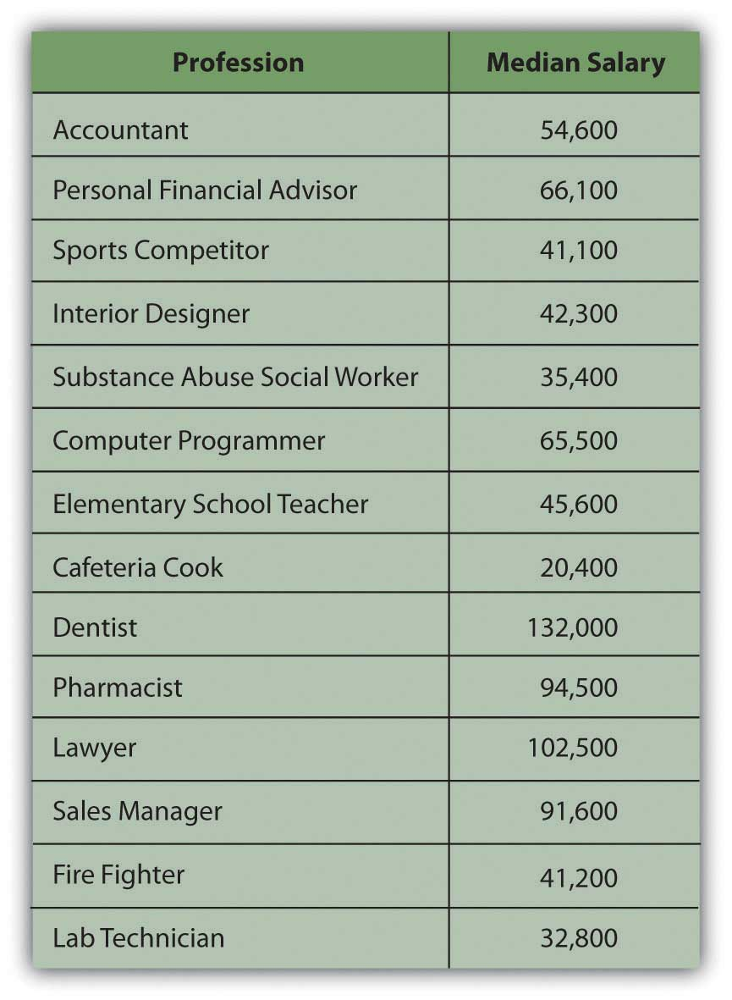 Profession Median Salary
Accountant 54,600
Personal Financial Advisor 66,100
Sports Competitor 41,100
Interior Designer 42,300
Substance Abuse Social Worker 35,400
Computer Programmer 65,500
Elementary School Teacher 45,600
Cafeteria Cook 20,400
Dentist 132,000
Pharmacist 94,500
Lawyer 102,500
Sales Manager 91,600
Fire Fighter 41,200
Lab Technician 32,800